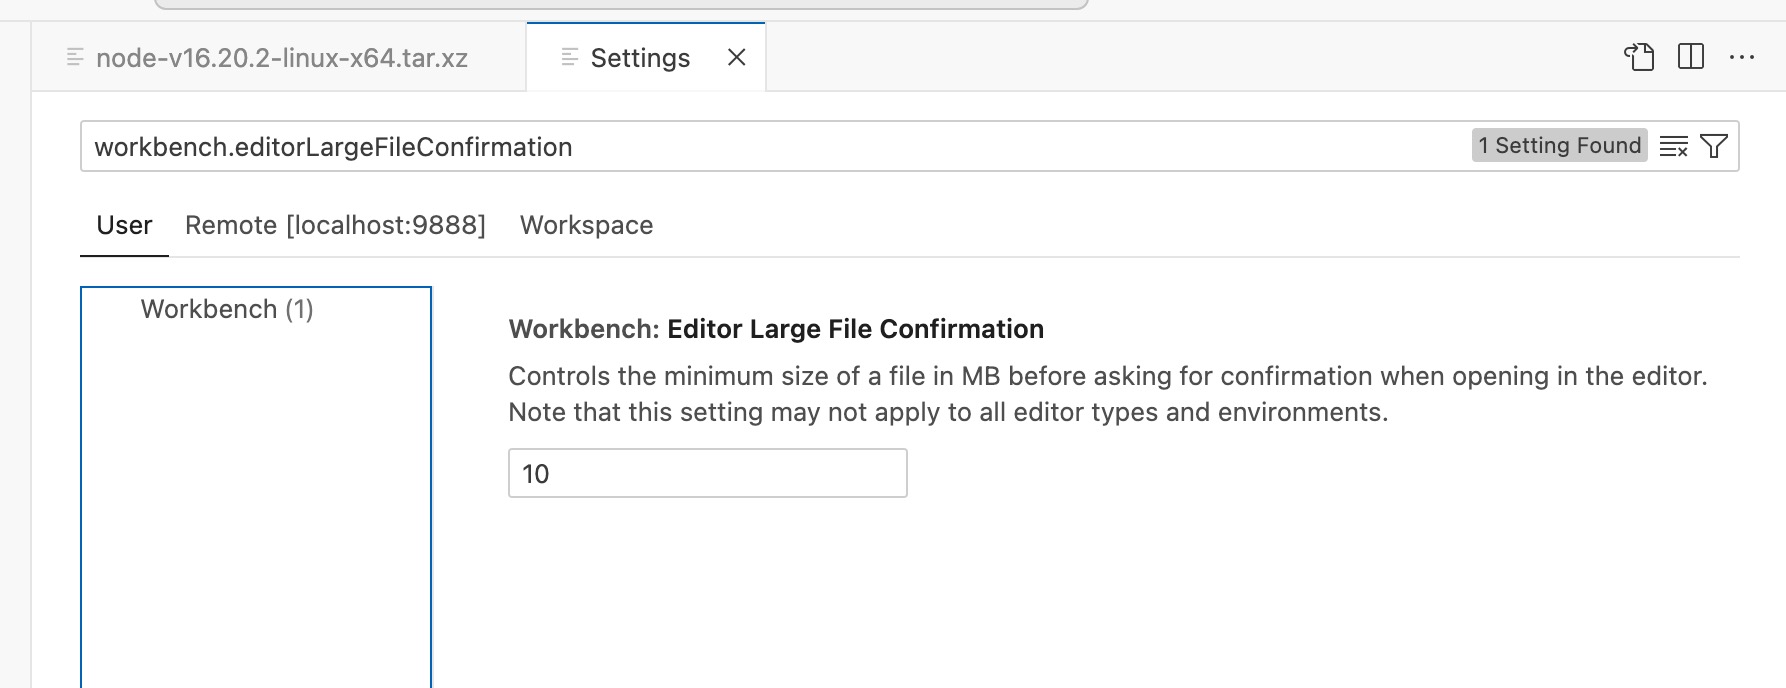 node-v16.20.2-linux-x64.tar.xz
Settings
workbench.editorLargeFileConfirmation
1 Setting Found
User
Remote [localhost:9888]
Workspace
Workbench (1)
Workbench: Editor Large File Confirmation
Controls the minimum size of a file in MB before asking for confirmation when opening in the editor.
Note that this setting may not apply to all editor types and environments.
10